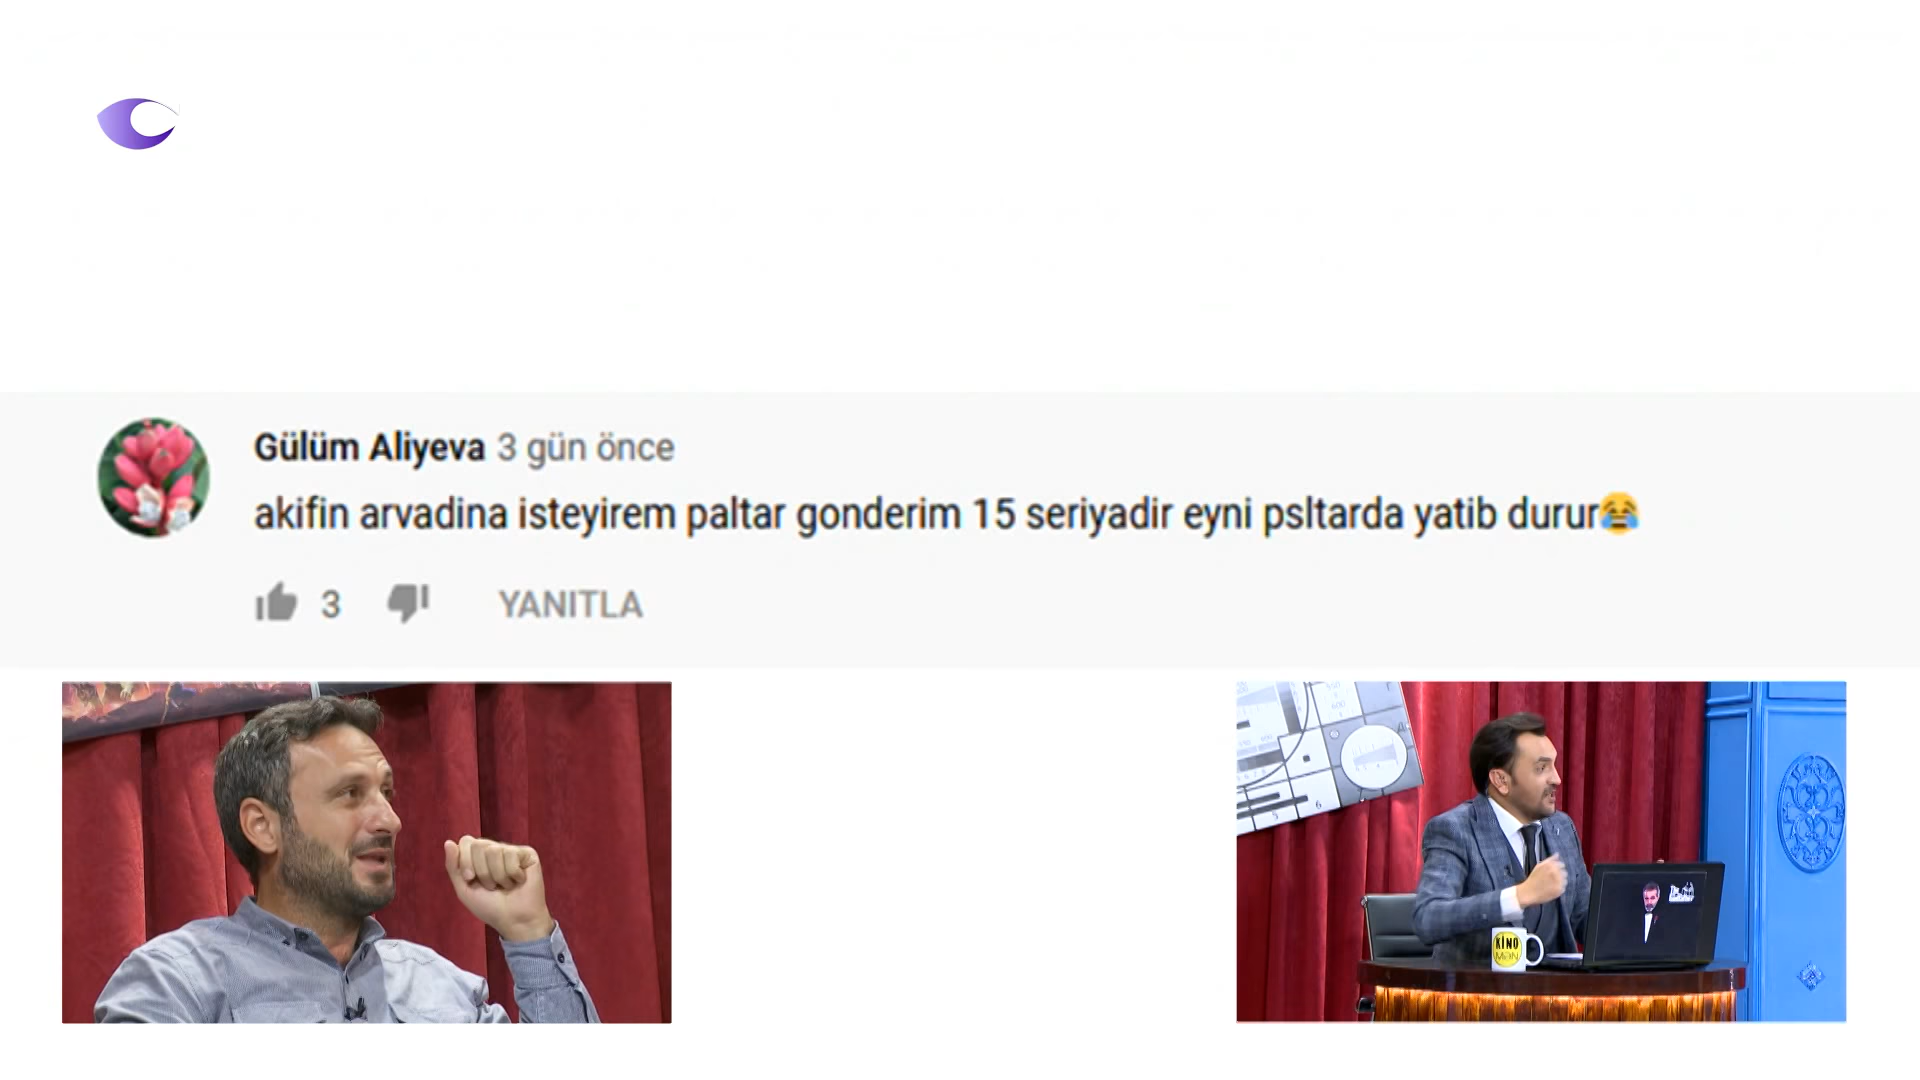 Gülüm Aliyeva 3 gün önce
akifin arvadina isteyirem paltar gonderim 15 seriyadir eyni psltarda yatib durur😂
3 YANITLA
KİNO
MƏN